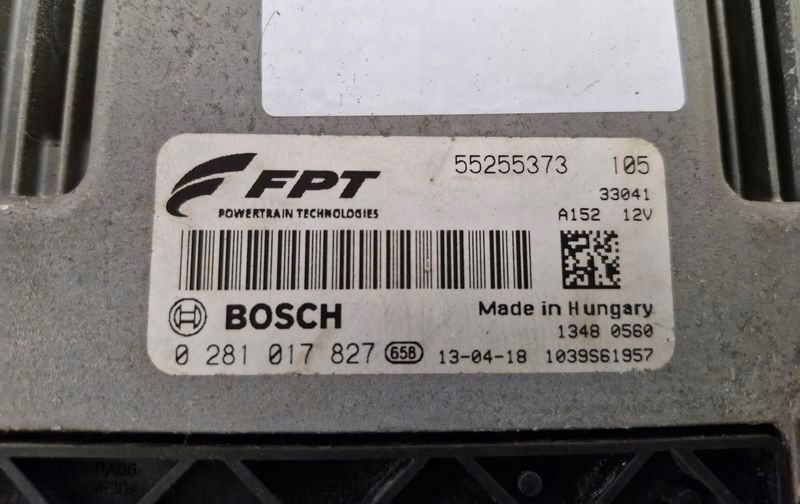 FPT 55255373 105
POWERTRAIN TECHNOLOGIES 33041
A152 12V
BOSCH Made in Hungary
1348 0560
0 281 017 827 658 13-04-18 1039S61957
>PA66-